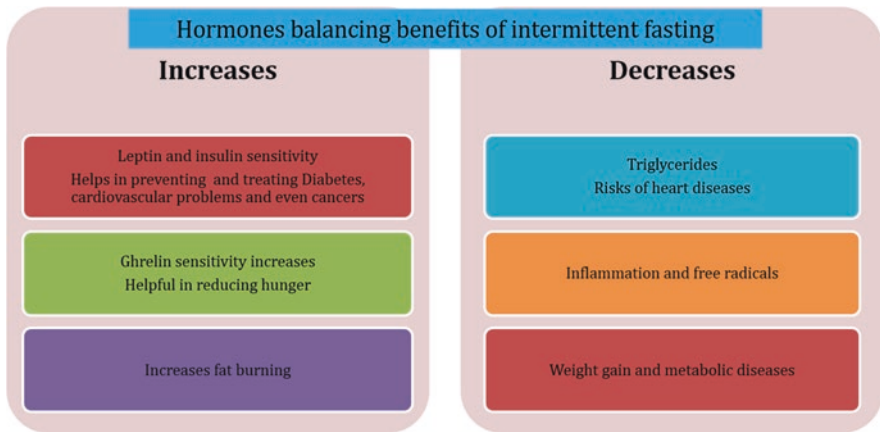 Hormones balancing benefits of intermittent fasting
Increases
Leptin and insulin sensitivity
Helps in preventing and treating Diabetes,
cardiovascular problems and even cancers
Ghrelin sensitivity increases
Helpful in reducing hunger
Increases fat burning
Decreases
Triglycerides
Risks of heart diseases
Inflammation and free radicals
Weight gain and metabolic diseases